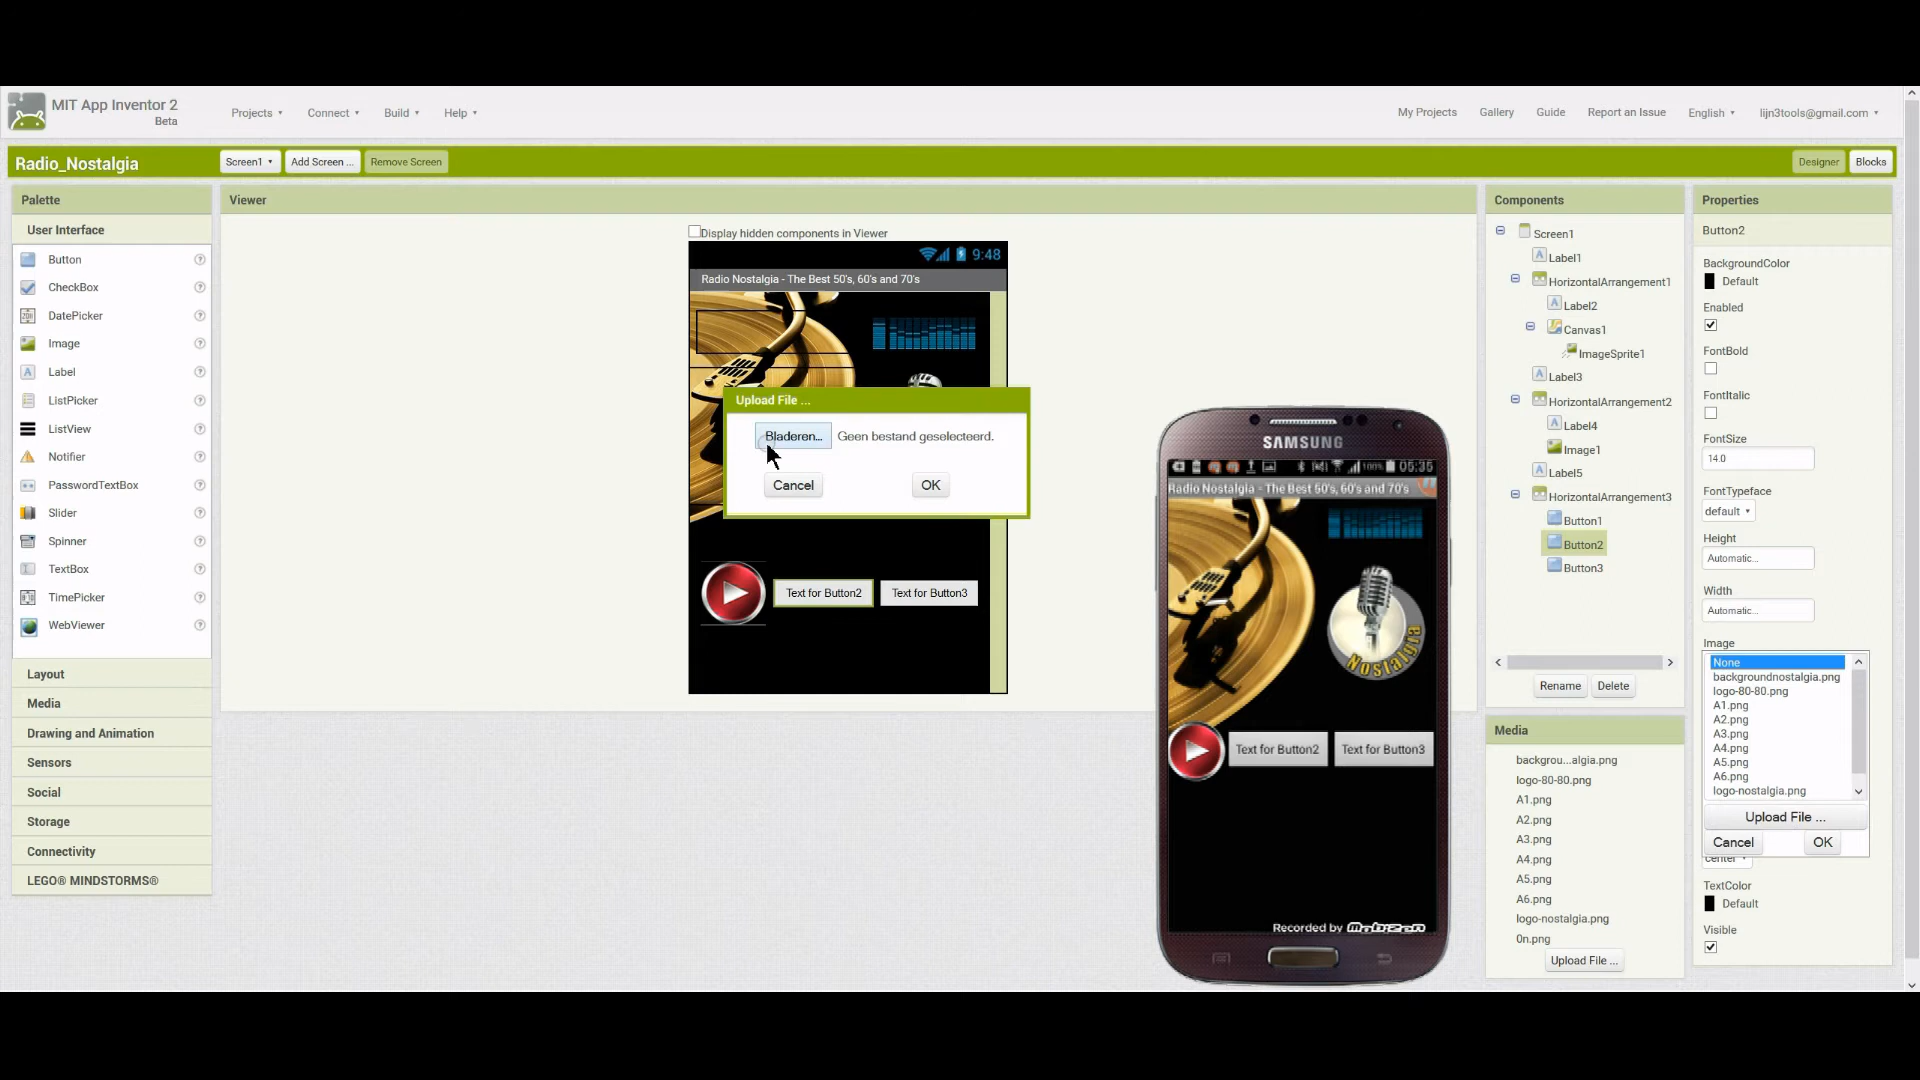 MIT App Inventor 2
Beta
Projects Connect Build Help
My Projects Gallery Guide Report an Issue English lijn3tools@gmail.com
Radio_Nostalgia
Screen1 Add Screen ... Remove Screen
Designer Blocks
Palette
User Interface
Button
CheckBox
DatePicker
Image
Label
ListPicker
ListView
Notifier
PasswordTextBox
Slider
Spinner
TextBox
TimePicker
WebViewer
Layout
Media
Drawing and Animation
Sensors
Social
Storage
Connectivity
LEGO® MINDSTORMS®
Viewer
Display hidden components in Viewer
9:48
Radio Nostalgia - The Best 50's, 60's and 70's
Upload File ...
Bladeren... Geen bestand geselecteerd.
Cancel OK
Text for Button2 Text for Button3
SAMSUNG
100% 05:35
Radio Nostalgia - The Best 50's, 60's and 70's
Nostalgia
Text for Button2 Text for Button3
Recorded by Mobizen
Components
Screen1
Label1
HorizontalArrangement1
Label2
Canvas1
ImageSprite1
Label3
HorizontalArrangement2
Label4
Image1
Label5
HorizontalArrangement3
Button1
Button2
Button3
Rename Delete
Media
backgrou...algia.png
logo-80-80.png
A1.png
A2.png
A3.png
A4.png
A5.png
A6.png
logo-nostalgia.png
0n.png
Upload File ...
Properties
Button2
BackgroundColor
Default
Enabled
FontBold
FontItalic
FontSize
14.0
FontTypeface
default
Height
Automatic...
Width
Automatic...
Image
None
backgroundnostalgia.png
logo-80-80.png
A1.png
A2.png
A3.png
A4.png
A5.png
A6.png
logo-nostalgia.png
Upload File ...
Cancel OK
center
TextColor
Default
Visible